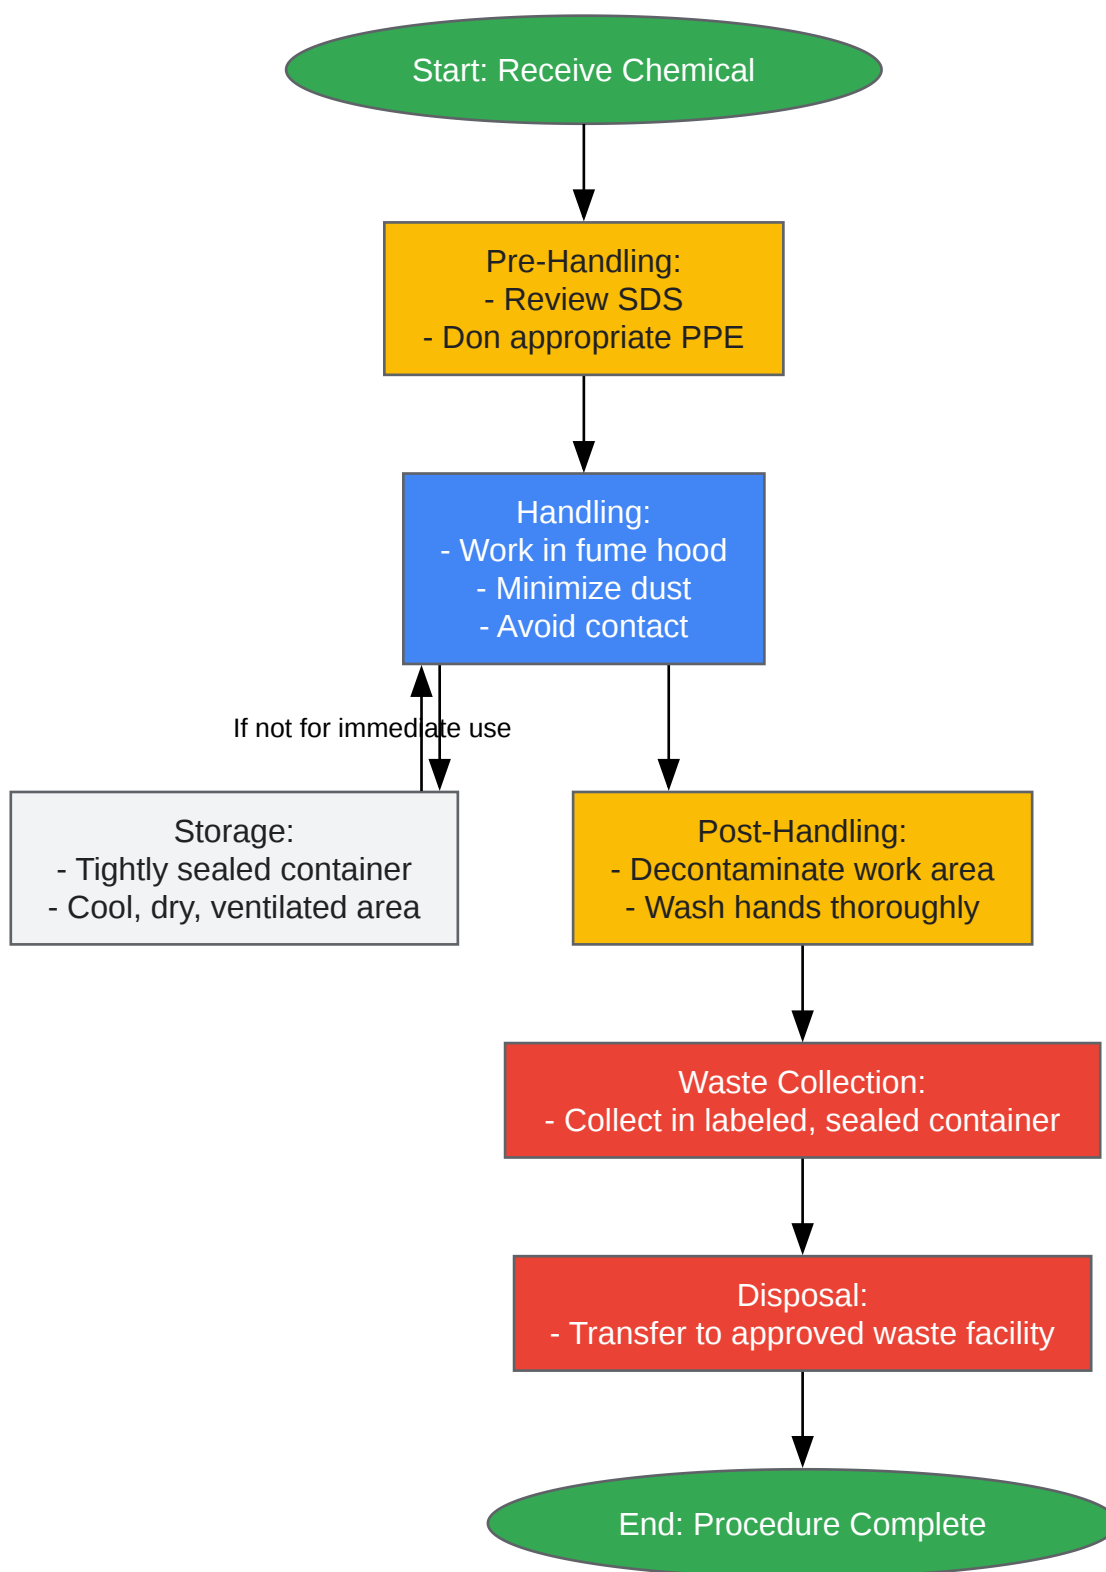 Start: Receive Chemical
Pre-Handling:
- Review SDS
- Don appropriate PPE
Handling:
- Work in fume hood
- Minimize dust
- Avoid contact
If not for immediate use
Storage:
- Tightly sealed container
- Cool, dry, ventilated area
Post-Handling:
- Decontaminate work area
- Wash hands thoroughly
Waste Collection:
- Collect in labeled, sealed container
Disposal:
- Transfer to approved waste facility
End: Procedure Complete